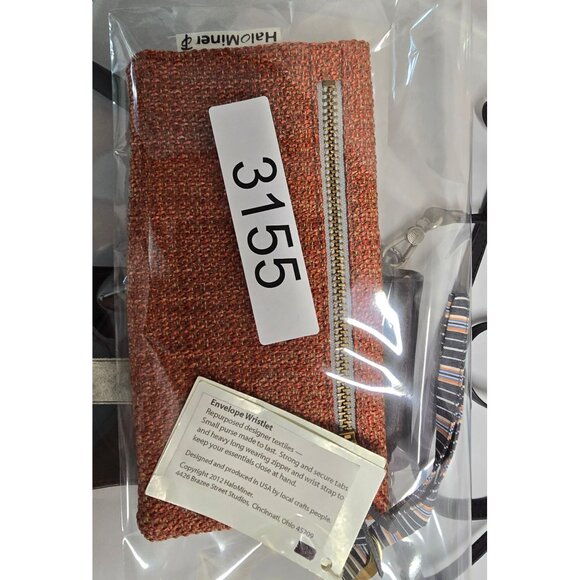 HaloMiner
3155
Envelope Wristlet
Repurposed designer textiles —
Small purse made to last. Strong and secure tabs
and heavy long wearing zipper and wrist strap to
keep your essentials close at hand.
Designed and produced in USA by local crafts people.
Copyright 2012 HaloMiner.
4426 Brazee Street Studios, Cincinnati, Ohio 45209